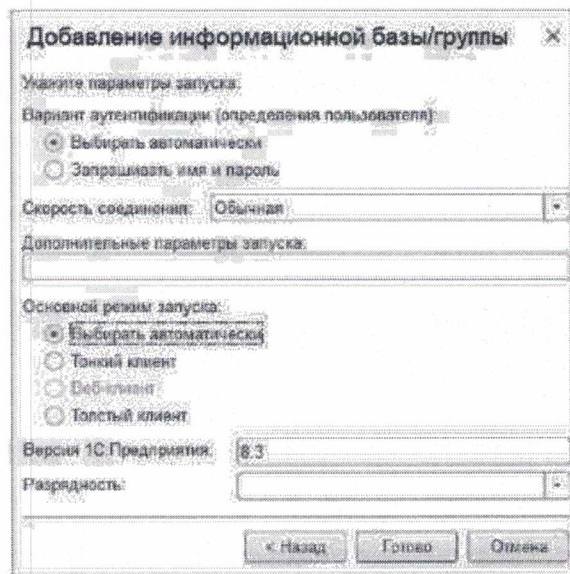 Добавление информационной базы/группы
Укажите параметры запуска:
Вариант аутентификации (определения пользователя):
Выбирать автоматически
Запрашивать имя и пароль
Скорость соединения: Обычная
Дополнительные параметры запуска:
Основной режим запуска:
Выбирать автоматически
Тонкий клиент
Веб-клиент
Толстый клиент
Версия 1С:Предприятия: 8.3
Разрядность:
< Назад Готово Отмена